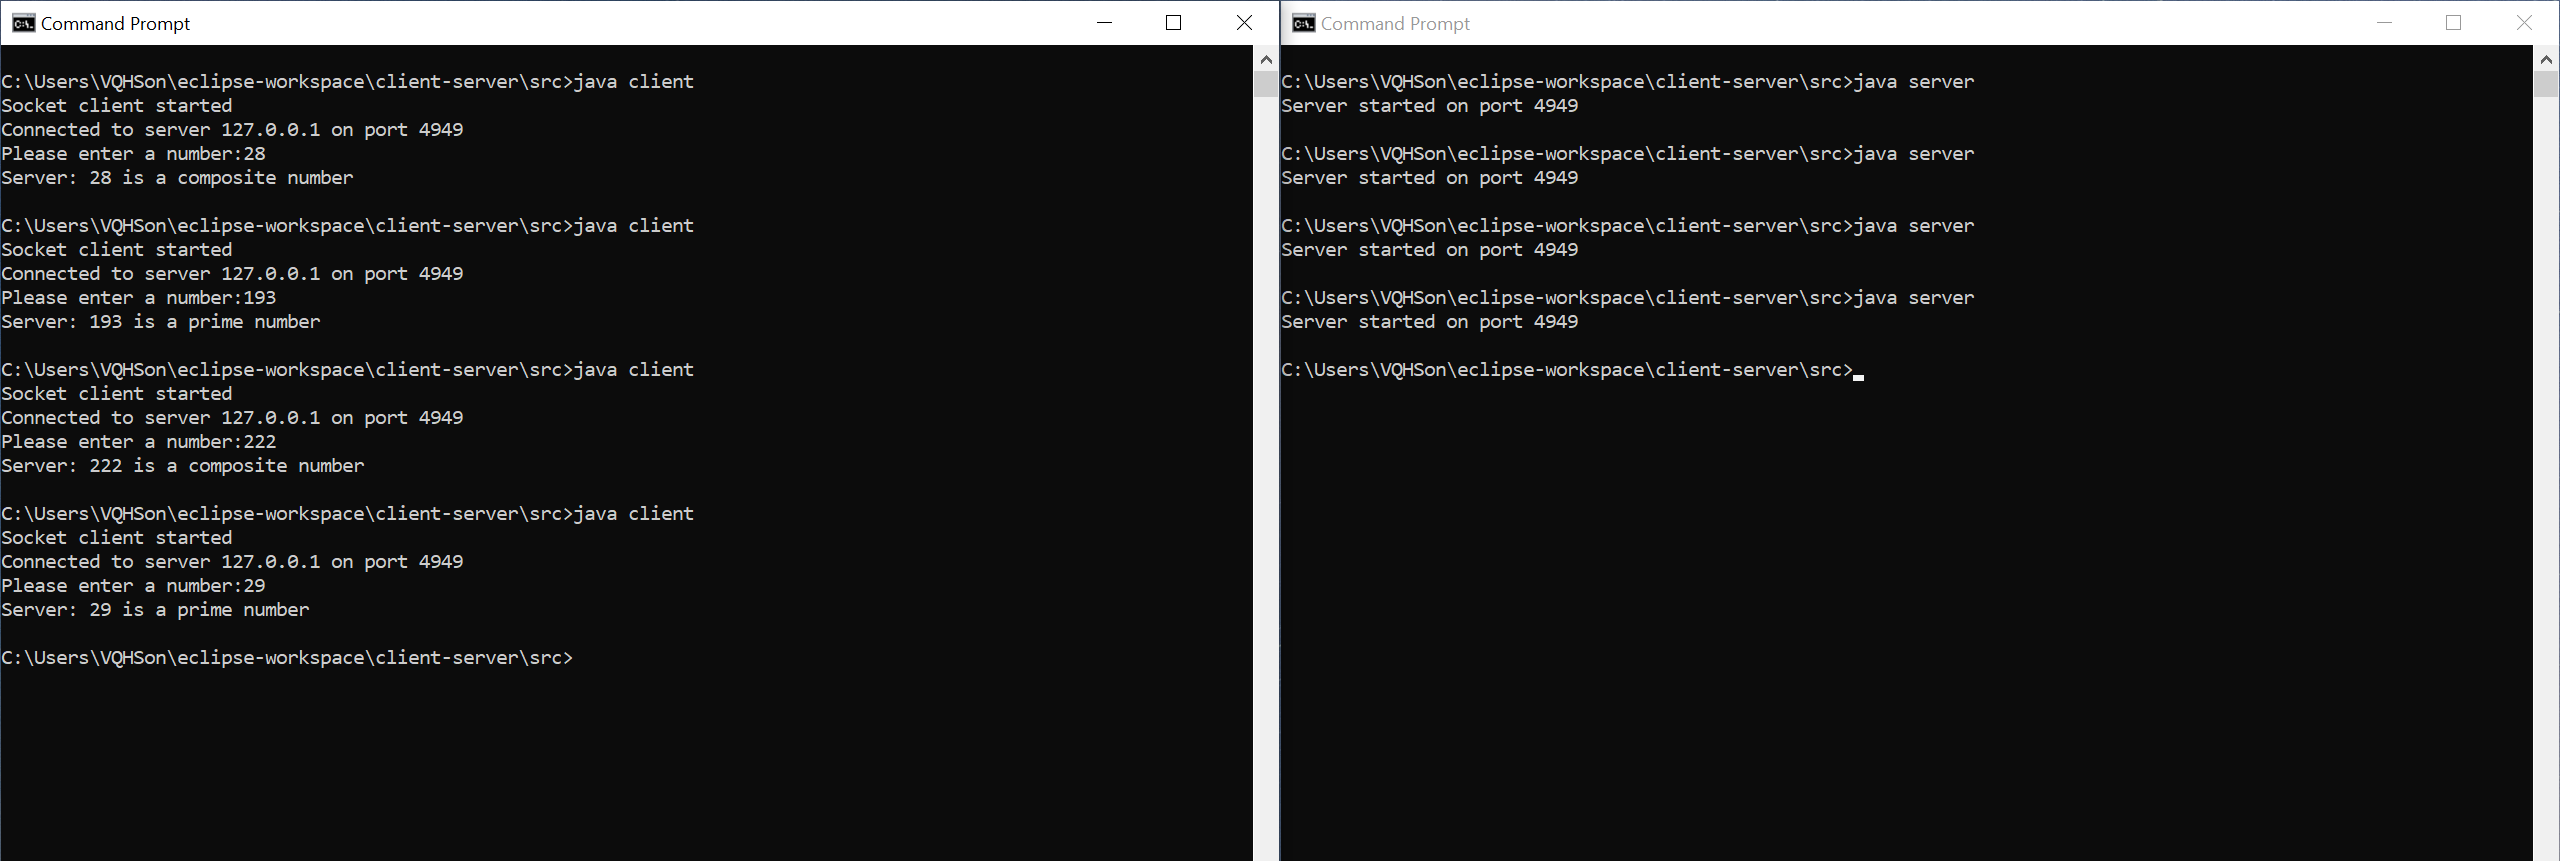 Command Prompt
C:\Users\VQHSon\eclipse-workspace\client-server\src>java client
Socket client started
Connected to server 127.0.0.1 on port 4949
Please enter a number:28
Server: 28 is a composite number
C:\Users\VQHSon\eclipse-workspace\client-server\src>java client
Socket client started
Connected to server 127.0.0.1 on port 4949
Please enter a number:193
Server: 193 is a prime number
C:\Users\VQHSon\eclipse-workspace\client-server\src>java client
Socket client started
Connected to server 127.0.0.1 on port 4949
Please enter a number:222
Server: 222 is a composite number
C:\Users\VQHSon\eclipse-workspace\client-server\src>java client
Socket client started
Connected to server 127.0.0.1 on port 4949
Please enter a number:29
Server: 29 is a prime number
C:\Users\VQHSon\eclipse-workspace\client-server\src>
Command Prompt
C:\Users\VQHSon\eclipse-workspace\client-server\src>java server
Server started on port 4949
C:\Users\VQHSon\eclipse-workspace\client-server\src>java server
Server started on port 4949
C:\Users\VQHSon\eclipse-workspace\client-server\src>java server
Server started on port 4949
C:\Users\VQHSon\eclipse-workspace\client-server\src>java server
Server started on port 4949
C:\Users\VQHSon\eclipse-workspace\client-server\src>